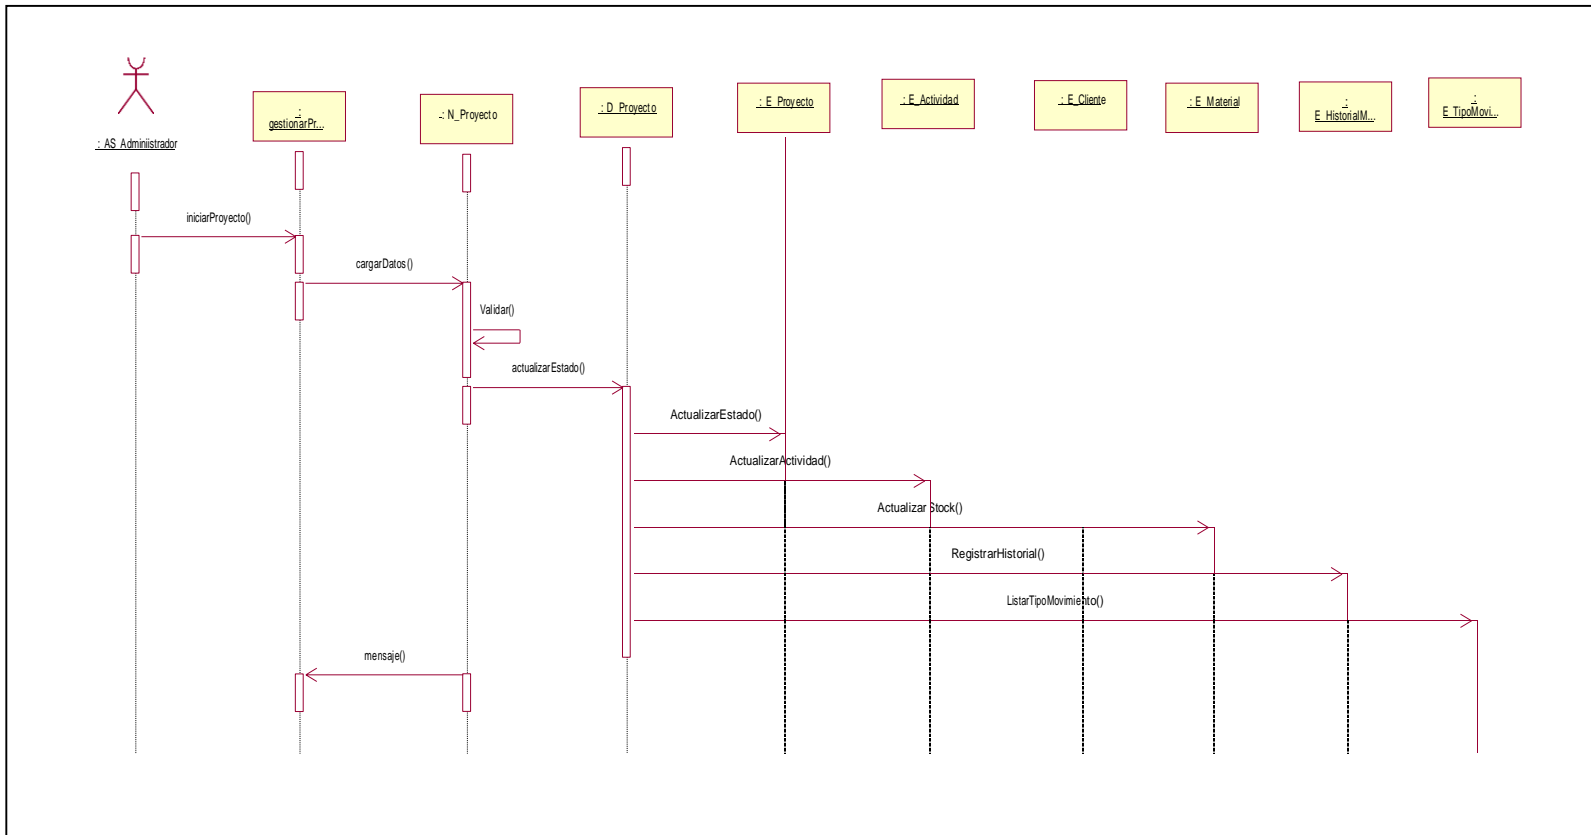 : AS_Administrador
:
gestionarPr...
: N_Proyecto
: D_Proyecto
: E_Proyecto
: E_Actividad
: E_Cliente
: E_Material
:
E_HistorialM...
:
E_TipoMovi...
iniciarProyecto()
cargarDatos()
Validar()
actualizarEstado()
ActualizarEstado()
ActualizarActividad()
ActualizarStock()
RegistrarHistorial()
ListarTipoMovimiento()
mensaje()